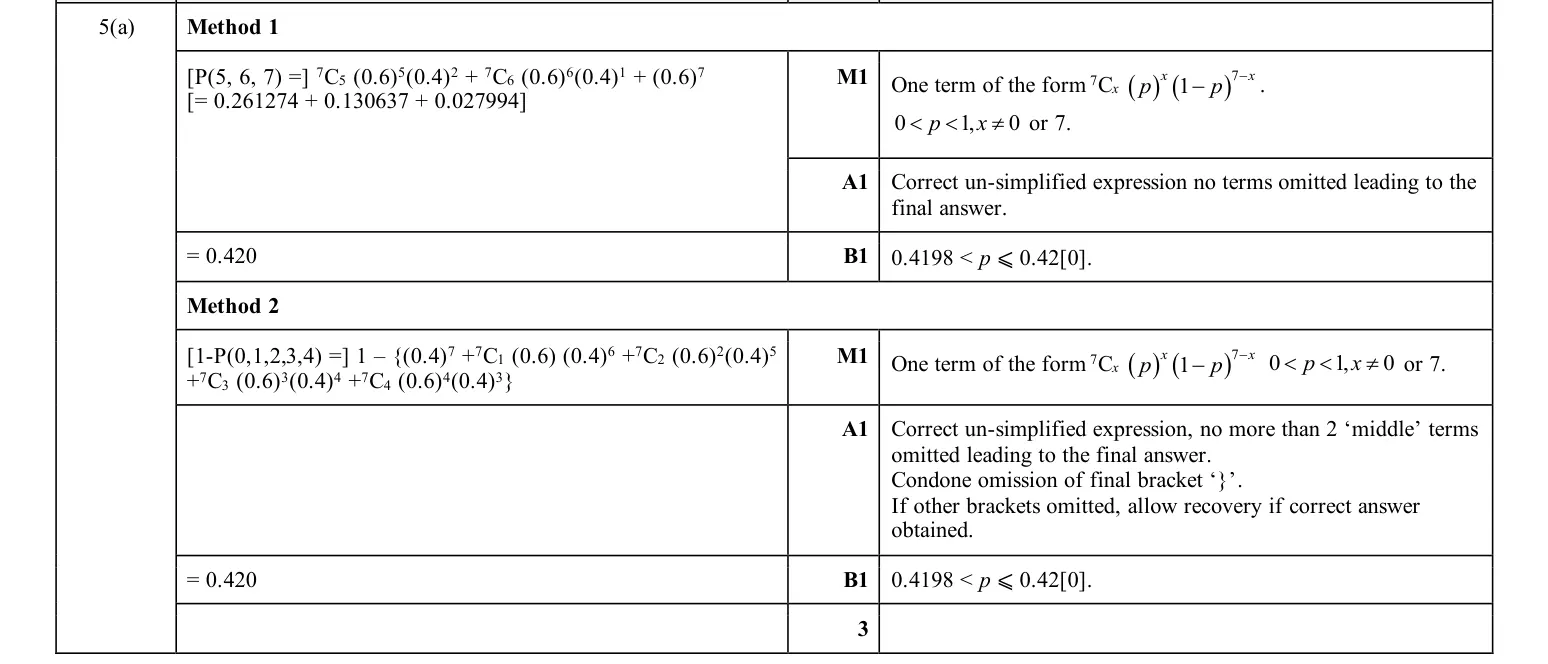 5(a)
Method 1
[P(5, 6, 7) =] ⁷C₅ (0.6)⁵(0.4)² + ⁷C₆ (0.6)⁶(0.4)¹ + (0.6)⁷
[= 0.261274 + 0.130637 + 0.027994]
M1
One term of the form ⁷Cₓ (p)ˣ(1 − p)⁷⁻ˣ .
0 < p < 1, x ≠ 0 or 7.
A1
Correct un-simplified expression no terms omitted leading to the
final answer.
= 0.420
B1
0.4198 < p ⩽ 0.42[0].
Method 2
[1-P(0,1,2,3,4) =] 1 – {(0.4)⁷ +⁷C₁ (0.6) (0.4)⁶ +⁷C₂ (0.6)²(0.4)⁵
+⁷C₃ (0.6)³(0.4)⁴ +⁷C₄ (0.6)⁴(0.4)³}
M1
One term of the form ⁷Cₓ (p)ˣ(1 − p)⁷⁻ˣ 0 < p < 1, x ≠ 0 or 7.
A1
Correct un-simplified expression, no more than 2 ‘middle’ terms
omitted leading to the final answer.
Condone omission of final bracket ‘}’.
If other brackets omitted, allow recovery if correct answer
obtained.
= 0.420
B1
0.4198 < p ⩽ 0.42[0].
3